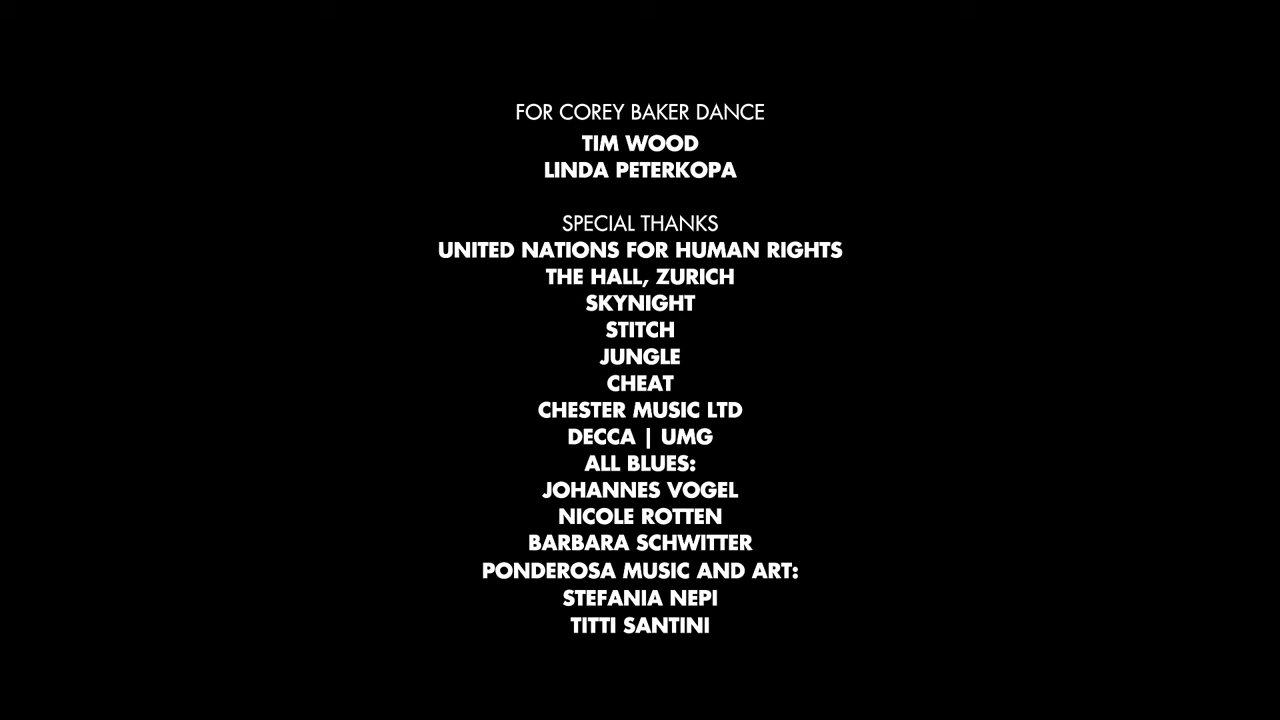 FOR COREY BAKER DANCE
TIM WOOD
LINDA PETERKOPA
SPECIAL THANKS
UNITED NATIONS FOR HUMAN RIGHTS
THE HALL, ZURICH
SKYNIGHT
STITCH
JUNGLE
CHEAT
CHESTER MUSIC LTD
DECCA | UMG
ALL BLUES:
JOHANNES VOGEL
NICOLE ROTTEN
BARBARA SCHWITTER
PONDEROSA MUSIC AND ART:
STEFANIA NEPI
TITTI SANTINI